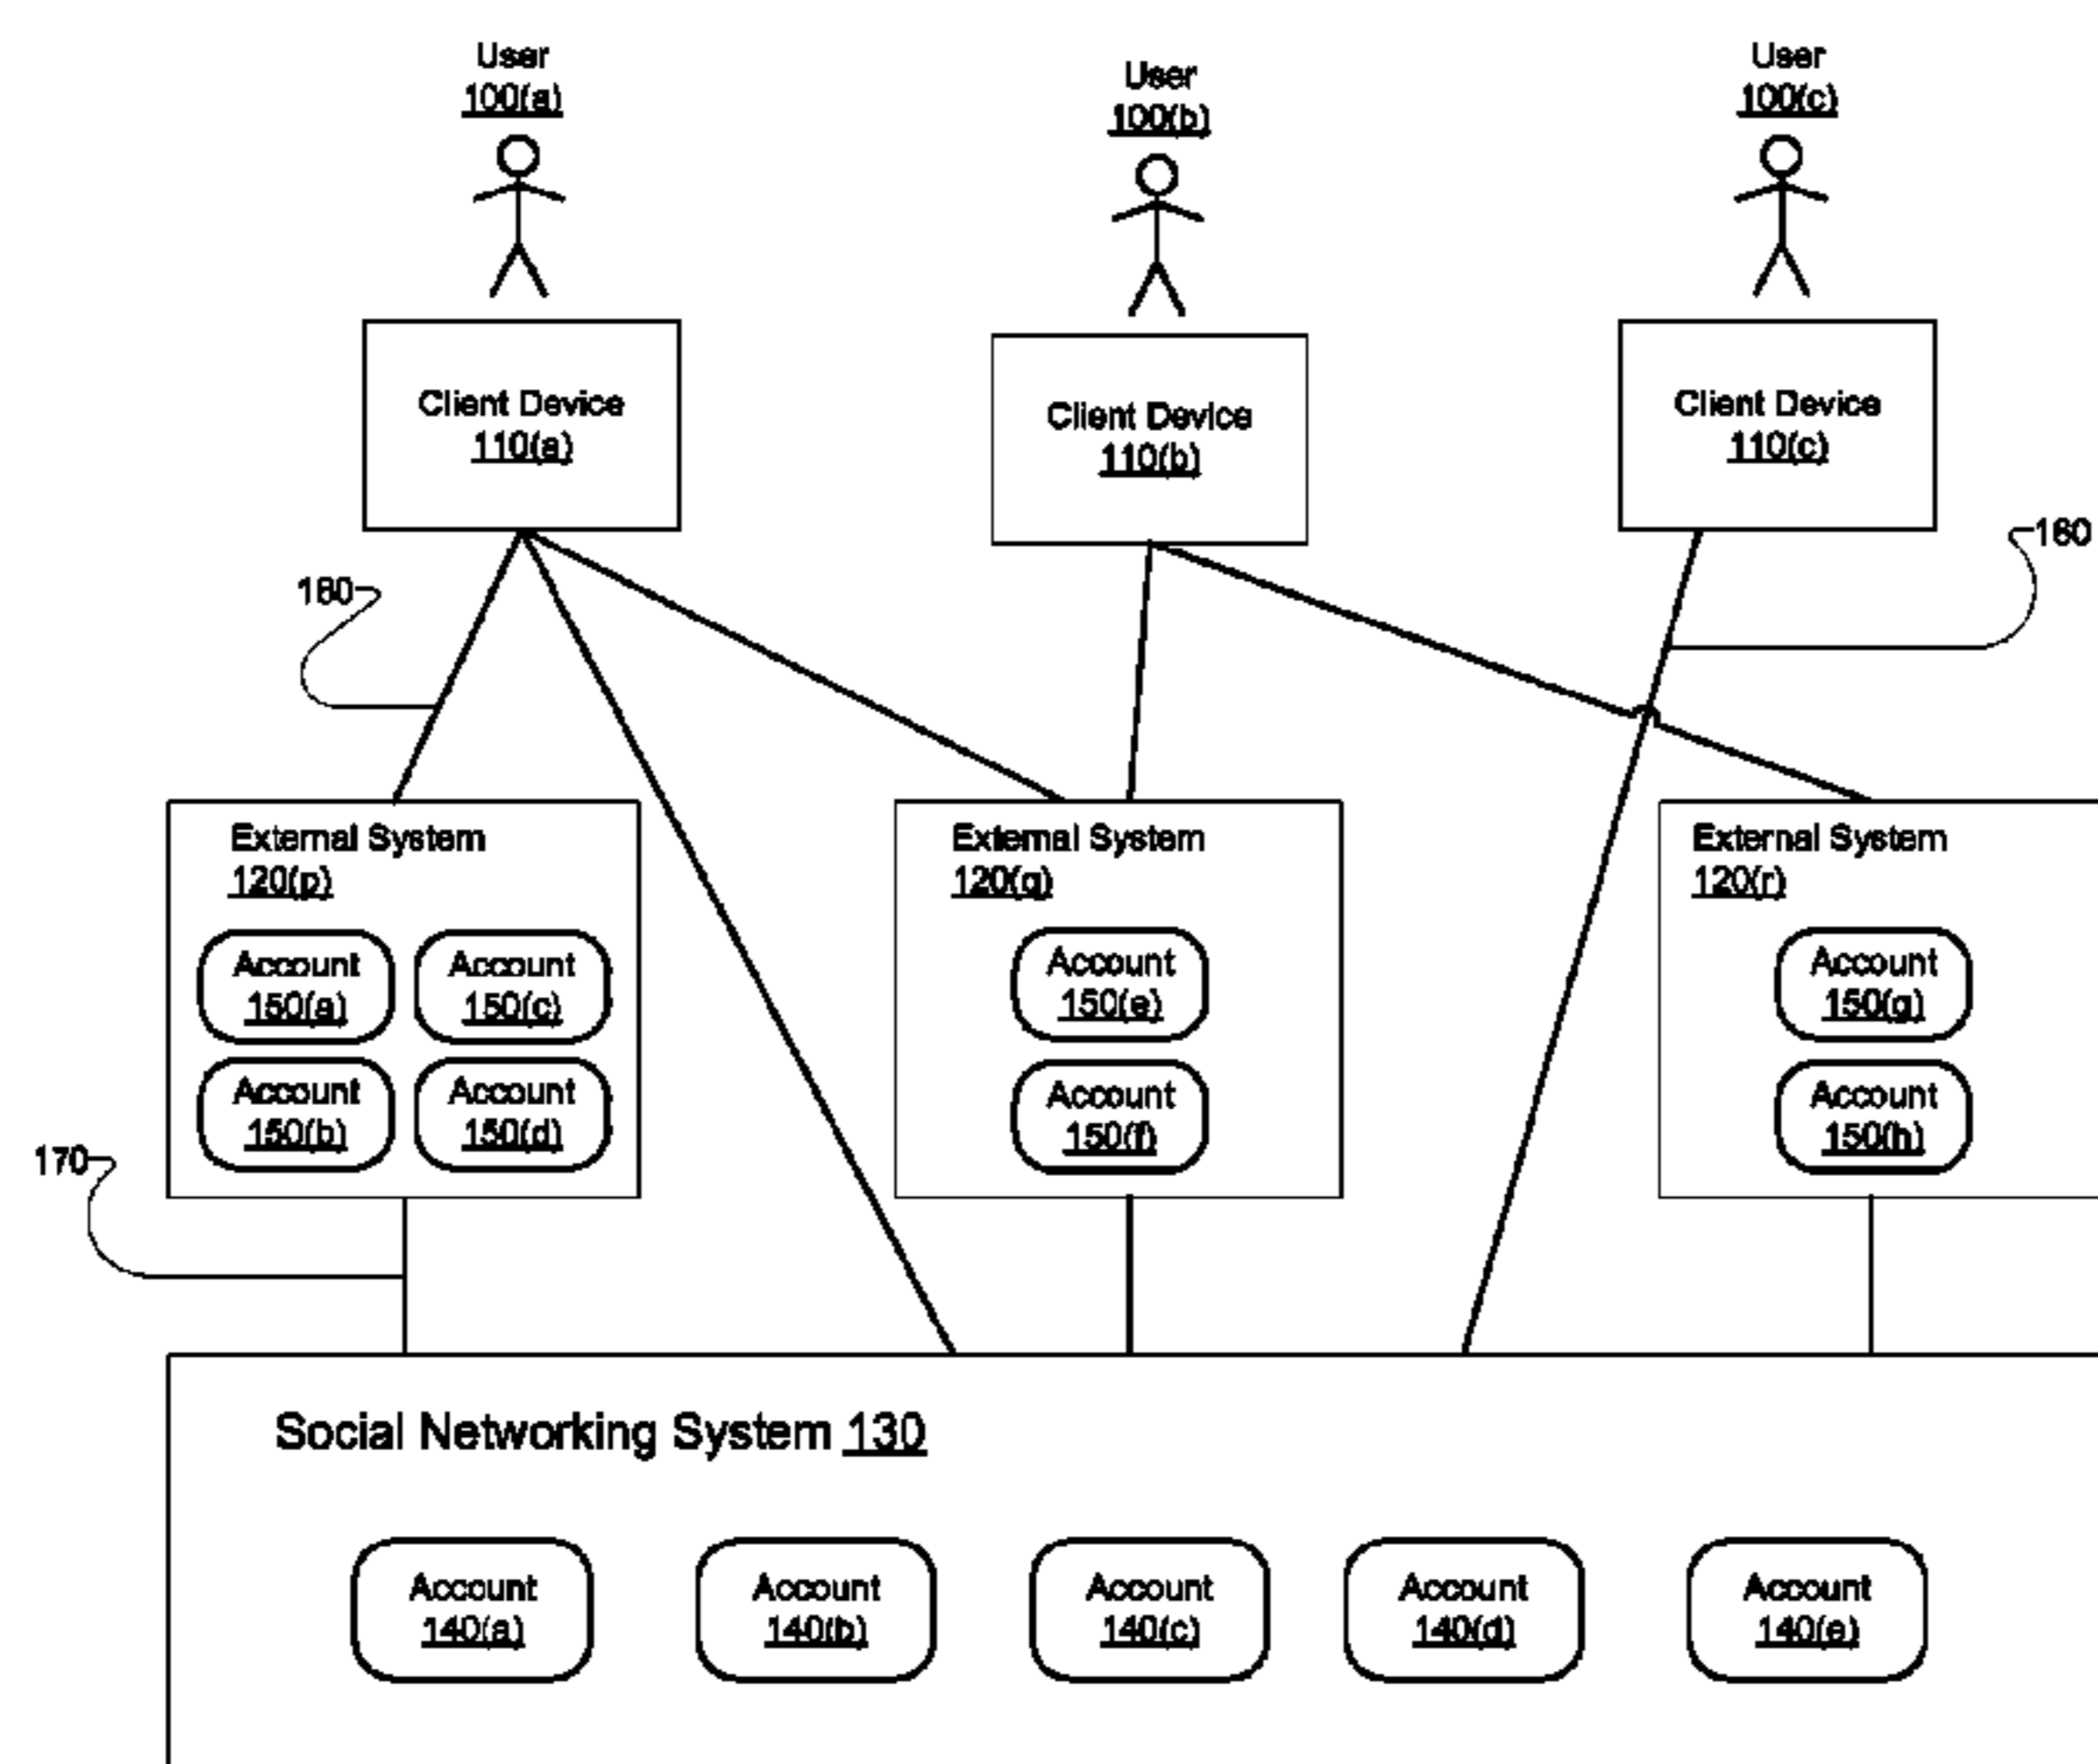 User
100(a)
User
100(b)
User
100(c)
Client Device
110(a)
Client Device
110(b)
Client Device
110(c)
180
160
External System
120(p)
External System
120(q)
External System
120(r)
Account
150(a)
Account
150(c)
Account
150(e)
Account
150(g)
Account
150(b)
Account
150(d)
Account
150(f)
Account
150(h)
170
Social Networking System 130
Account
140(a)
Account
140(b)
Account
140(c)
Account
140(d)
Account
140(e)